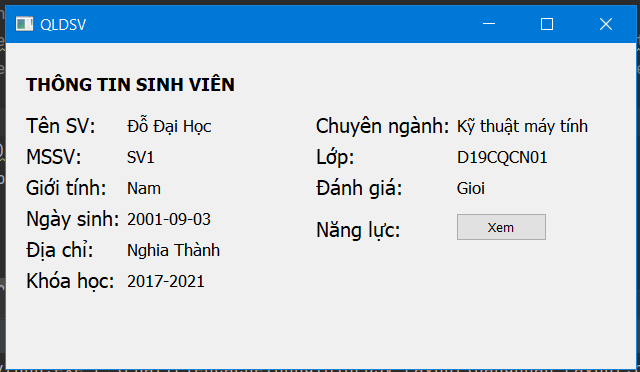 QLDSV
THÔNG TIN SINH VIÊN
Tên SV: Đỗ Đại Học
MSSV: SV1
Giới tính: Nam
Ngày sinh: 2001-09-03
Địa chỉ: Nghia Thành
Khóa học: 2017-2021
Chuyên ngành: Kỹ thuật máy tính
Lớp: D19CQCN01
Đánh giá: Gioi
Năng lực: Xem